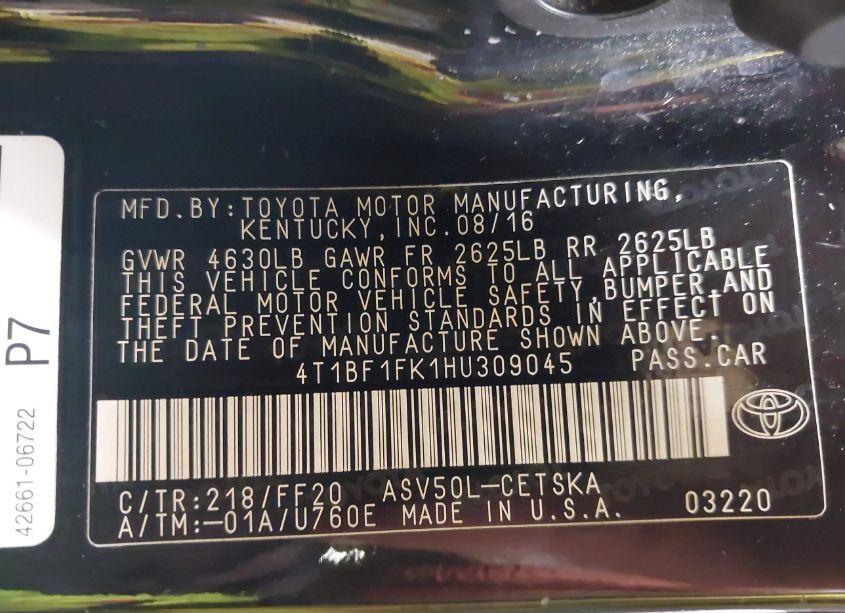 MFD.BY:TOYOTA MOTOR MANUFACTURING,
KENTUCKY,INC.08/16
GVWR 4630LB GAWR FR 2625LB RR 2625LB
THIS VEHICLE CONFORMS TO ALL APPLICABLE
FEDERAL MOTOR VEHICLE SAFETY,BUMPER,AND
THEFT PREVENTION STANDARDS IN EFFECT ON
THE DATE OF MANUFACTURE SHOWN ABOVE.
4T1BF1FK1HU309045 PASS.CAR
C/TR:218/FF20 ASV50L-CETSKA
A/TM:-01A/U760E MADE IN U.S.A. 03220
P7
42661-06722